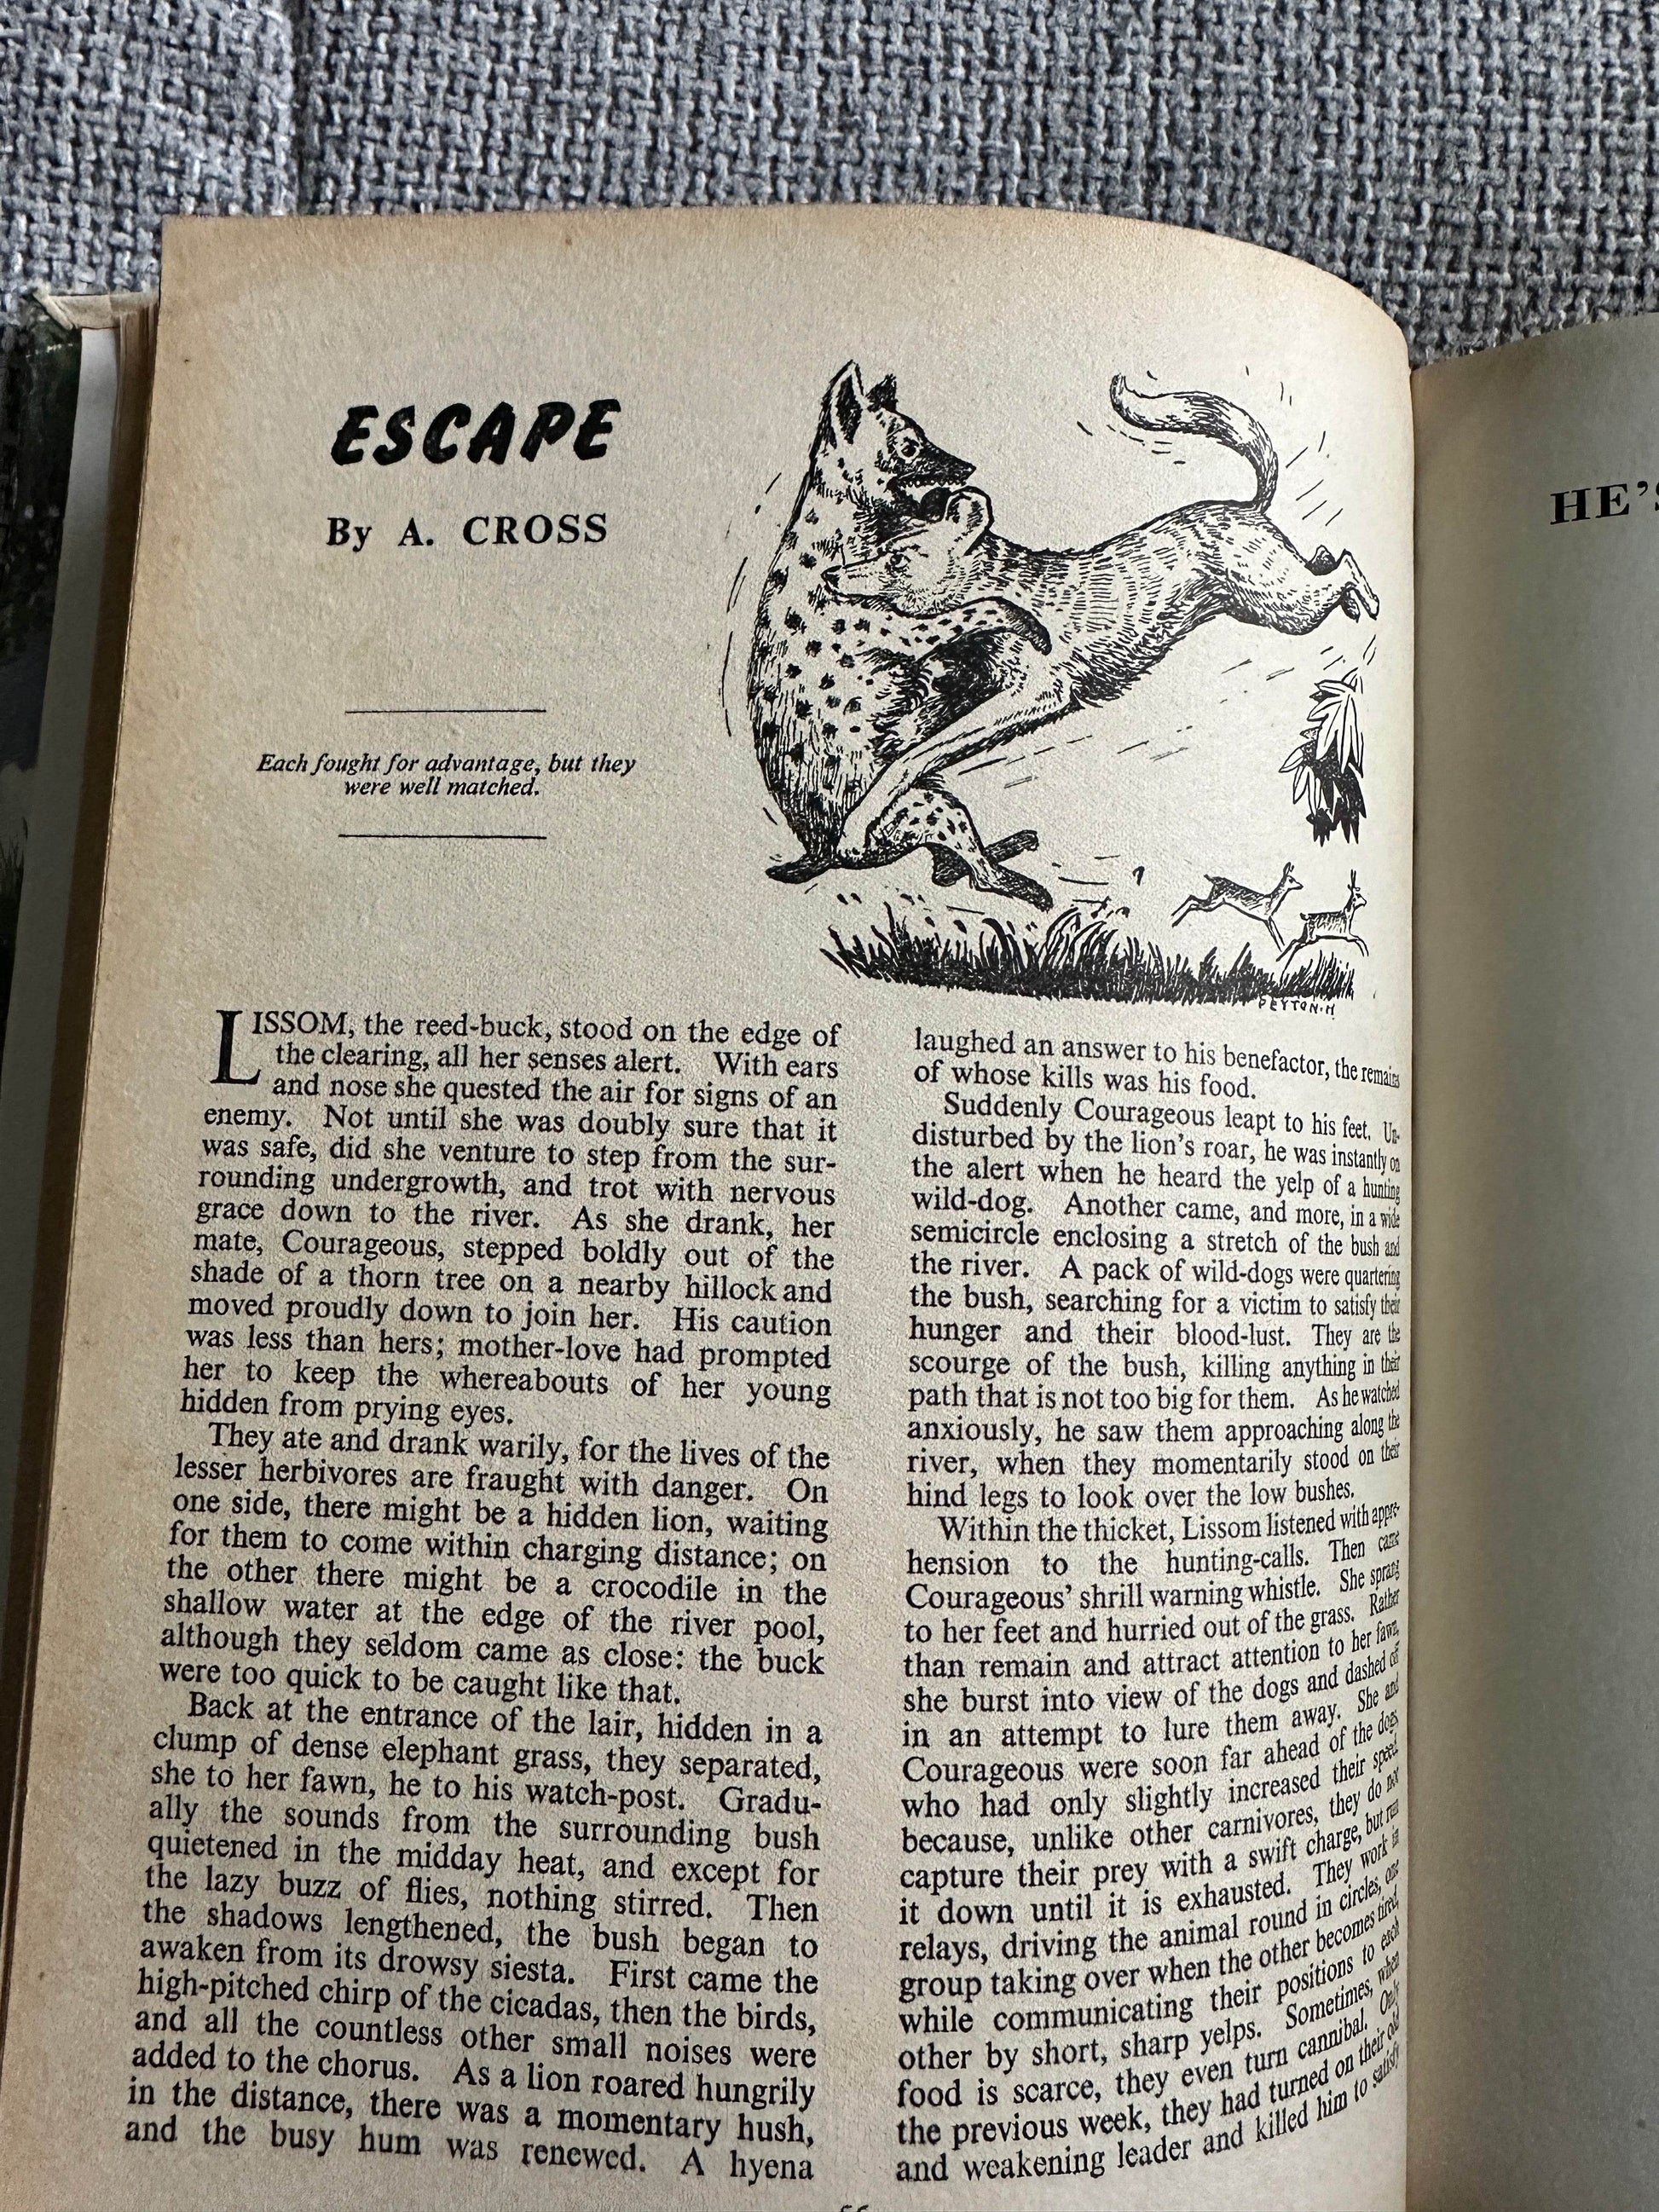 ESCAPE
By A. CROSS
Each fought for advantage, but they
were well matched.
PEYTON·M
LISSOM, the reed-buck, stood on the edge of
the clearing, all her senses alert. With ears
and nose she quested the air for signs of an
enemy. Not until she was doubly sure that it
was safe, did she venture to step from the sur-
rounding undergrowth, and trot with nervous
grace down to the river. As she drank, her
mate, Courageous, stepped boldly out of the
shade of a thorn tree on a nearby hillock and
moved proudly down to join her. His caution
was less than hers; mother-love had prompted
her to keep the whereabouts of her young
hidden from prying eyes.
They ate and drank warily, for the lives of the
lesser herbivores are fraught with danger. On
one side, there might be a hidden lion, waiting
for them to come within charging distance; on
the other there might be a crocodile in the
shallow water at the edge of the river pool,
although they seldom came as close: the buck
were too quick to be caught like that.
Back at the entrance of the lair, hidden in a
clump of dense elephant grass, they separated,
she to her fawn, he to his watch-post. Gradu-
ally the sounds from the surrounding bush
quietened in the midday heat, and except for
the lazy buzz of flies, nothing stirred. Then
the shadows lengthened, the bush began to
awaken from its drowsy siesta. First came the
high-pitched chirp of the cicadas, then the birds,
and all the countless other small noises were
added to the chorus. As a lion roared hungrily
in the distance, there was a momentary hush,
and the busy hum was renewed. A hyena
laughed an answer to his benefactor, the remains
of whose kills was his food.
Suddenly Courageous leapt to his feet. Un-
disturbed by the lion's roar, he was instantly on
the alert when he heard the yelp of a hunting
wild-dog. Another came, and more, in a wide
semicircle enclosing a stretch of the bush and
the river. A pack of wild-dogs were quartering
the bush, searching for a victim to satisfy their
hunger and their blood-lust. They are the
scourge of the bush, killing anything in their
path that is not too big for them. As he watched
anxiously, he saw them approaching along the
river, when they momentarily stood on their
hind legs to look over the low bushes.
Within the thicket, Lissom listened with appre-
hension to the hunting-calls. Then came
Courageous' shrill warning whistle. She sprang
to her feet and hurried out of the grass. Rather
than remain and attract attention to her fawn,
she burst into view of the dogs and dashed off
in an attempt to lure them away. She and
Courageous were soon far ahead of the dogs
who had only slightly increased their speed,
because, unlike other carnivores, they do not
capture their prey with a swift charge, but run
it down until it is exhausted. They work in
relays, driving the animal round in circles, one
group taking over when the other becomes tired,
while communicating their positions to each
other by short, sharp yelps. Sometimes, when
food is scarce, they even turn cannibal. Only
the previous week, they had turned on their old
and weakening leader and killed him to satisfy
HE'S